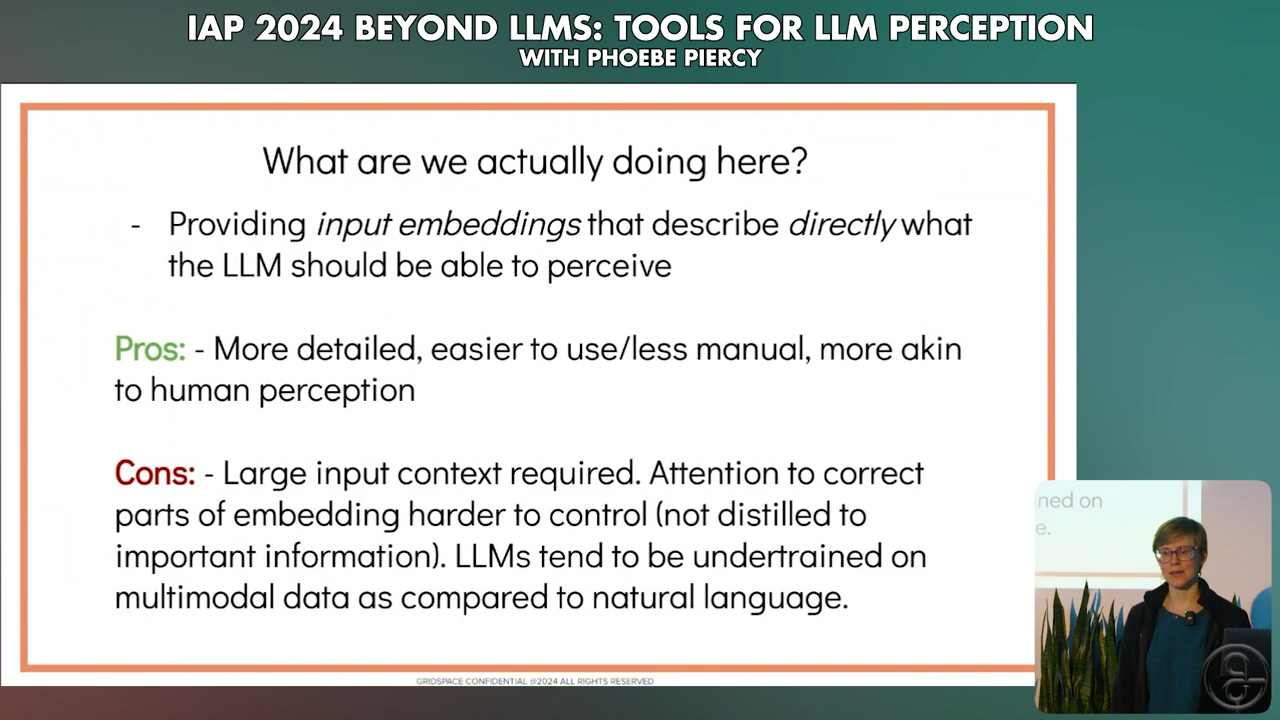 IAP 2024 BEYOND LLMS: TOOLS FOR LLM PERCEPTION
WITH PHOEBE PIERCY
What are we actually doing here?
- Providing input embeddings that describe directly what
the LLM should be able to perceive
Pros: - More detailed, easier to use/less manual, more akin
to human perception
Cons: - Large input context required. Attention to correct
parts of embedding harder to control (not distilled to
important information). LLMs tend to be undertrained on
multimodal data as compared to natural language.
ned on
e.
GRIDSPACE CONFIDENTIAL @2024 ALL RIGHTS RESERVED